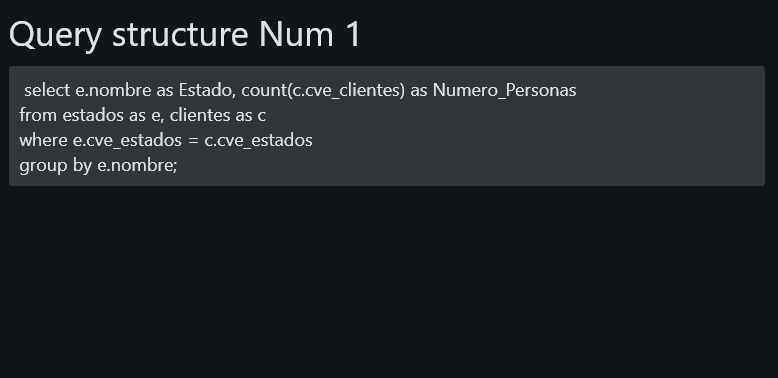 Query structure Num 1
select e.nombre as Estado, count(c.cve_clientes) as Numero_Personas
from estados as e, clientes as c
where e.cve_estados = c.cve_estados
group by e.nombre;